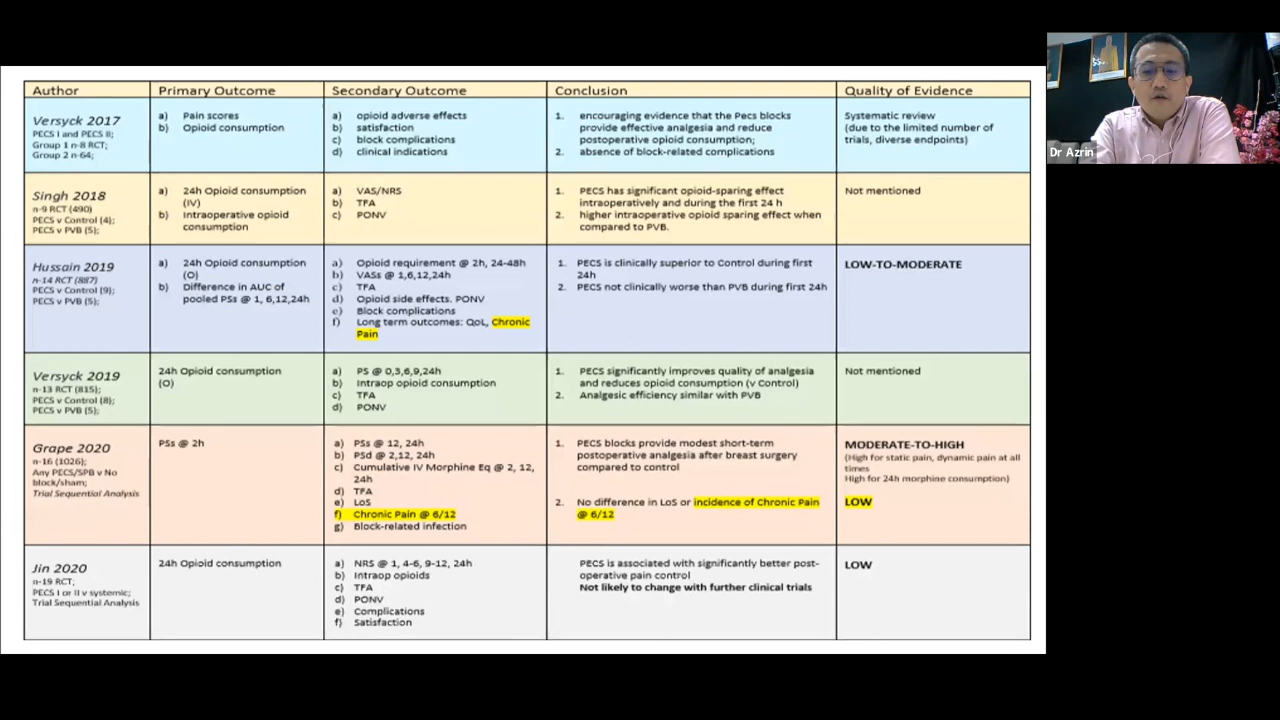 Author Primary Outcome Secondary Outcome Conclusion Quality of Evidence
Versyck 2017
PECS I and PECS II;
Group 1 n-8 RCT;
Group 2 n-64;
a) Pain scores
b) Opioid consumption
a) opioid adverse effects
b) satisfaction
c) block complications
d) clinical indications
1. encouraging evidence that the Pecs blocks
provide effective analgesia and reduce
postoperative opioid consumption;
2. absence of block-related complications
Systematic review
(due to the limited number of
trials, diverse endpoints)
Singh 2018
n-9 RCT (490)
PECS v Control (4);
PECS v PVB (5);
a) 24h Opioid consumption
(IV)
b) Intraoperative opioid
consumption
a) VAS/NRS
b) TFA
c) PONV
1. PECS has significant opioid-sparing effect
intraoperatively and during the first 24 h
2. higher intraoperative opioid sparing effect when
compared to PVB.
Not mentioned
Hussain 2019
n-14 RCT (887)
PECS v Control (9);
PECS v PVB (5);
a) 24h Opioid consumption
(O)
b) Difference in AUC of
pooled PSs @ 1, 6,12,24h
a) Opioid requirement @ 2h, 24-48h
b) VASs @ 1,6,12,24h
c) TFA
d) Opioid side effects. PONV
e) Block complications
f) Long term outcomes: QoL, Chronic
Pain
1. PECS is clinically superior to Control during first
24h
2. PECS not clinically worse than PVB during first 24h
LOW-TO-MODERATE
Versyck 2019
n-13 RCT (815);
PECS v Control (8);
PECS v PVB (5);
24h Opioid consumption
(O)
a) PS @ 0,3,6,9,24h
b) Intraop opioid consumption
c) TFA
d) PONV
1. PECS significantly improves quality of analgesia
and reduces opioid consumption (v Control)
2. Analgesic efficiency similar with PVB
Not mentioned
Grape 2020
n-16 (1026);
Any PECS/SPB v No
block/sham;
Trial Sequential Analysis
PSs @ 2h
a) PSs @ 12, 24h
b) PSd @ 2,12, 24h
c) Cumulative IV Morphine Eq @ 2, 12,
24h
d) TFA
e) LoS
f) Chronic Pain @ 6/12
g) Block-related infection
1. PECS blocks provide modest short-term
postoperative analgesia after breast surgery
compared to control
2. No difference in LoS or incidence of Chronic Pain
@ 6/12
MODERATE-TO-HIGH
(High for static pain, dynamic pain at all
times
High for 24h morphine consumption)
LOW
Jin 2020
n-19 RCT;
PECS I or II v systemic;
Trial Sequential Analysis
24h Opioid consumption
a) NRS @ 1, 4-6, 9-12, 24h
b) Intraop opioids
c) TFA
d) PONV
e) Complications
f) Satisfaction
PECS is associated with significantly better post-
operative pain control
Not likely to change with further clinical trials
LOW
Dr Azrin